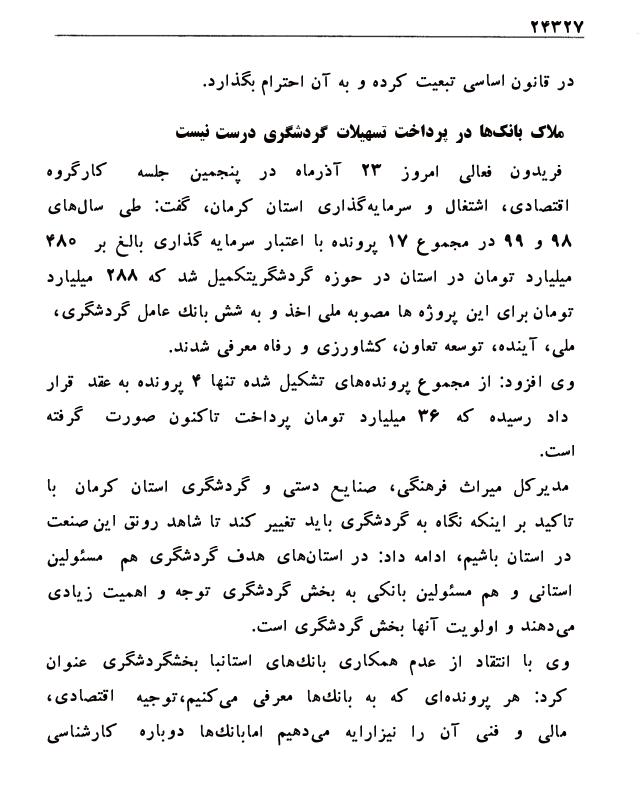 ۲۴۳۲۷
در قانون اساسی تبعیت کرده و به آن احترام بگذارد.
ملاک بانک‌ها در پرداخت تسهیلات گردشگری درست نیست
فریدون فعالی امروز ۲۳ آذرماه در پنجمین جلسه کارگروه
اقتصادی، اشتغال و سرمایه‌گذاری استان کرمان، گفت: طی سال‌های
۹۸ و ۹۹ در مجموع ۱۷ پرونده با اعتبار سرمایه گذاری بالغ بر ۴۸۰
میلیارد تومان در استان در حوزه گردشگریتکمیل شد که ۲۸۸ میلیارد
تومان برای این پروژه ها مصوبه ملی اخذ و به شش بانک عامل گردشگری،
ملی، آینده، توسعه تعاون، کشاورزی و رفاه معرفی شدند.
وی افزود: از مجموع پرونده‌های تشکیل شده تنها ۴ پرونده به عقد قرار
داد رسیده که ۳۶ میلیارد تومان پرداخت تاکنون صورت گرفته
است.
مدیرکل میراث فرهنگی، صنایع دستی و گردشگری استان کرمان با
تاکید بر اینکه نگاه به گردشگری باید تغییر کند تا شاهد رونق این صنعت
در استان باشیم، ادامه داد: در استان‌های هدف گردشگری هم مسئولین
استانی و هم مسئولین بانکی به بخش گردشگری توجه و اهمیت زیادی
می‌دهند و اولویت آنها بخش گردشگری است.
وی با انتقاد از عدم همکاری بانک‌های استانبا بخشگردشگری عنوان
کرد: هر پرونده‌ای که به بانک‌ها معرفی می‌کنیم،توجیه اقتصادی،
مالی و فنی آن را نیزارایه می‌دهیم امابانک‌ها دوباره کارشناسی